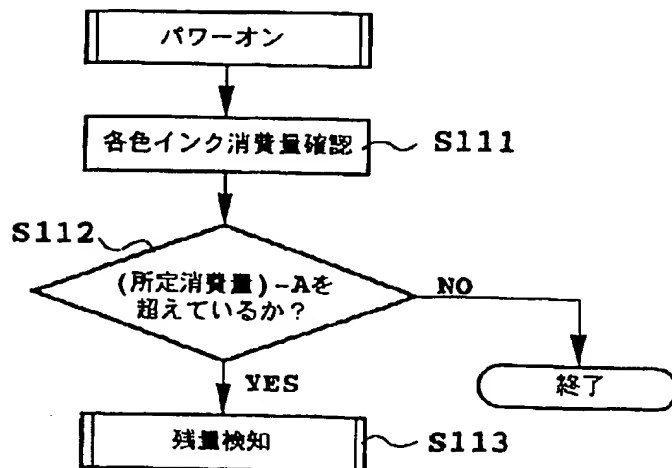 パワーオン
各色インク消費量確認
S111
S112
(所定消費量)-Aを
超えているか？
NO
YES
終了
残量検知
S113